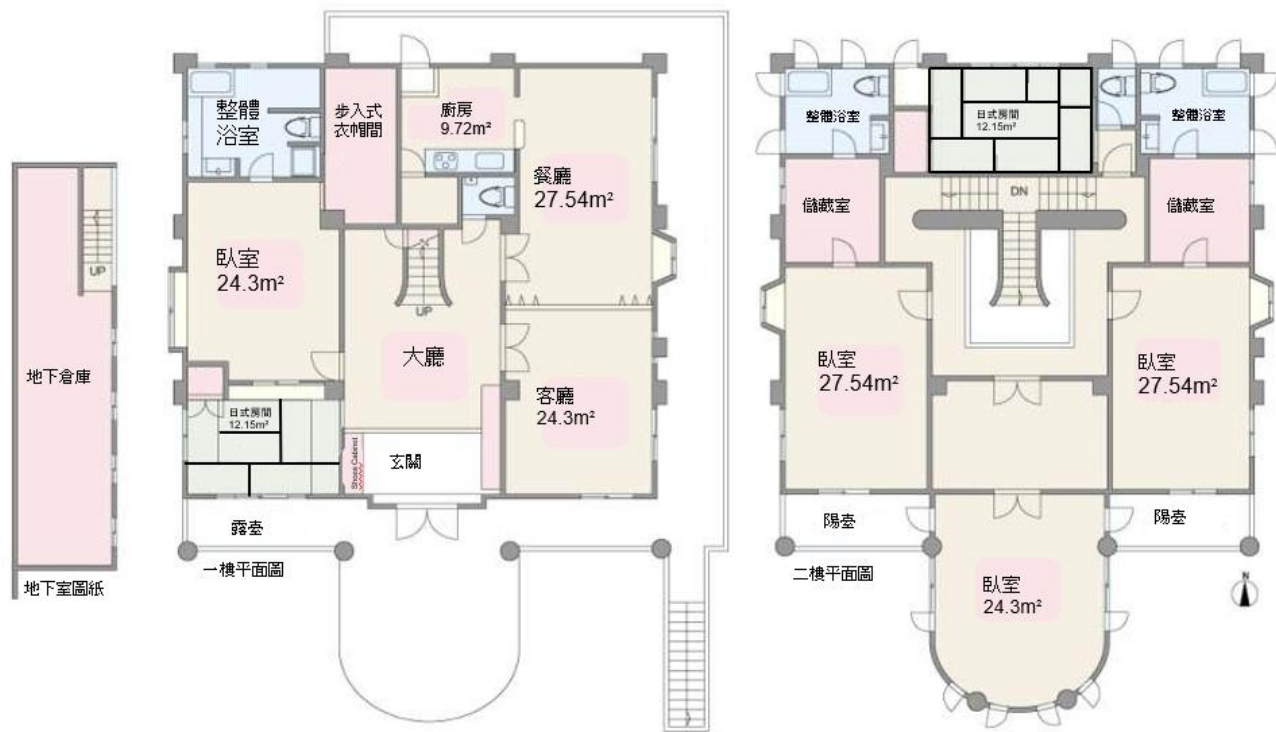 地下倉庫
UP
地下室圖紙
整體
浴室
步入式
衣帽間
廚房
9.72m²
餐廳
27.54m²
臥室
24.3m²
UP
大廳
客廳
24.3m²
日式房間
12.15m²
Shoes Cabinet
玄關
露臺
一樓平面圖
整體浴室
日式房間
12.15m²
整體浴室
儲藏室
DN
儲藏室
臥室
27.54m²
臥室
27.54m²
陽臺
陽臺
二樓平面圖
臥室
24.3m²
N